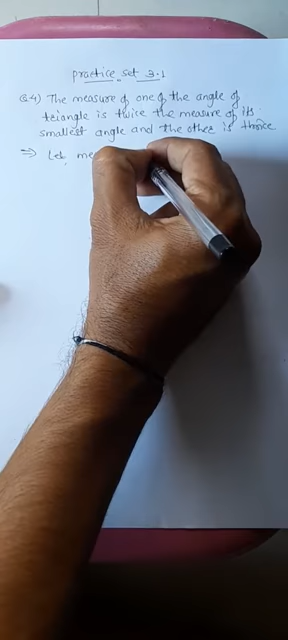 practice set 3.1
Q.4) The measure of one of the angle of
triangle is twice the measure of its
smallest angle and the other is thrice
⇒ Let, me